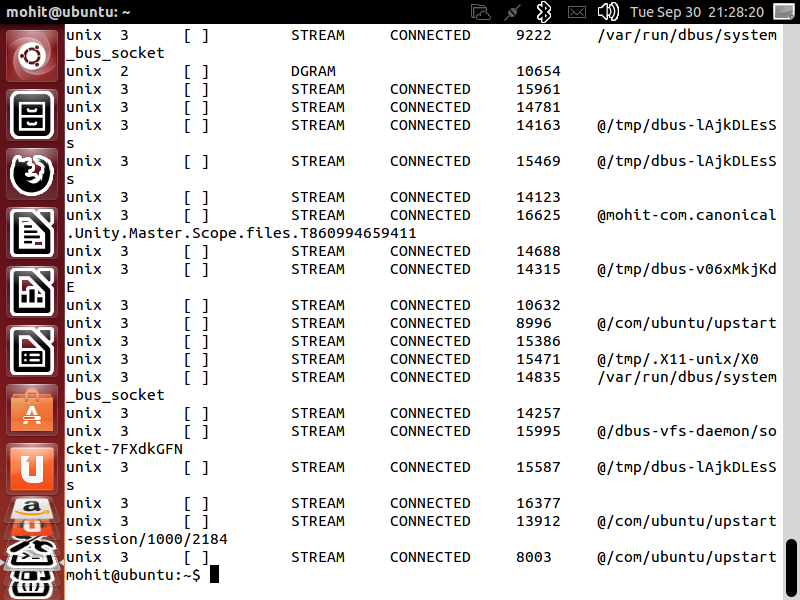 mohit@ubuntu: ~ Tue Sep 30 21:28:20
unix 3 [ ] STREAM CONNECTED 9222 /var/run/dbus/system
_bus_socket
unix 2 [ ] DGRAM 10654
unix 3 [ ] STREAM CONNECTED 15961
unix 3 [ ] STREAM CONNECTED 14781
unix 3 [ ] STREAM CONNECTED 14163 @/tmp/dbus-lAjkDLEsS
s
unix 3 [ ] STREAM CONNECTED 15469 @/tmp/dbus-lAjkDLEsS
s
unix 3 [ ] STREAM CONNECTED 14123
unix 3 [ ] STREAM CONNECTED 16625 @mohit-com.canonical
.Unity.Master.Scope.files.T860994659411
unix 3 [ ] STREAM CONNECTED 14688
unix 3 [ ] STREAM CONNECTED 14315 @/tmp/dbus-v06xMkjKd
E
unix 3 [ ] STREAM CONNECTED 10632
unix 3 [ ] STREAM CONNECTED 8996 @/com/ubuntu/upstart
unix 3 [ ] STREAM CONNECTED 15386
unix 3 [ ] STREAM CONNECTED 15471 @/tmp/.X11-unix/X0
unix 3 [ ] STREAM CONNECTED 14835 /var/run/dbus/system
_bus_socket
unix 3 [ ] STREAM CONNECTED 14257
unix 3 [ ] STREAM CONNECTED 15995 @/dbus-vfs-daemon/so
cket-7FXdkGFN
unix 3 [ ] STREAM CONNECTED 15587 @/tmp/dbus-lAjkDLEsS
s
unix 3 [ ] STREAM CONNECTED 16377
unix 3 [ ] STREAM CONNECTED 13912 @/com/ubuntu/upstart
-session/1000/2184
unix 3 [ ] STREAM CONNECTED 8003 @/com/ubuntu/upstart
mohit@ubuntu:~$